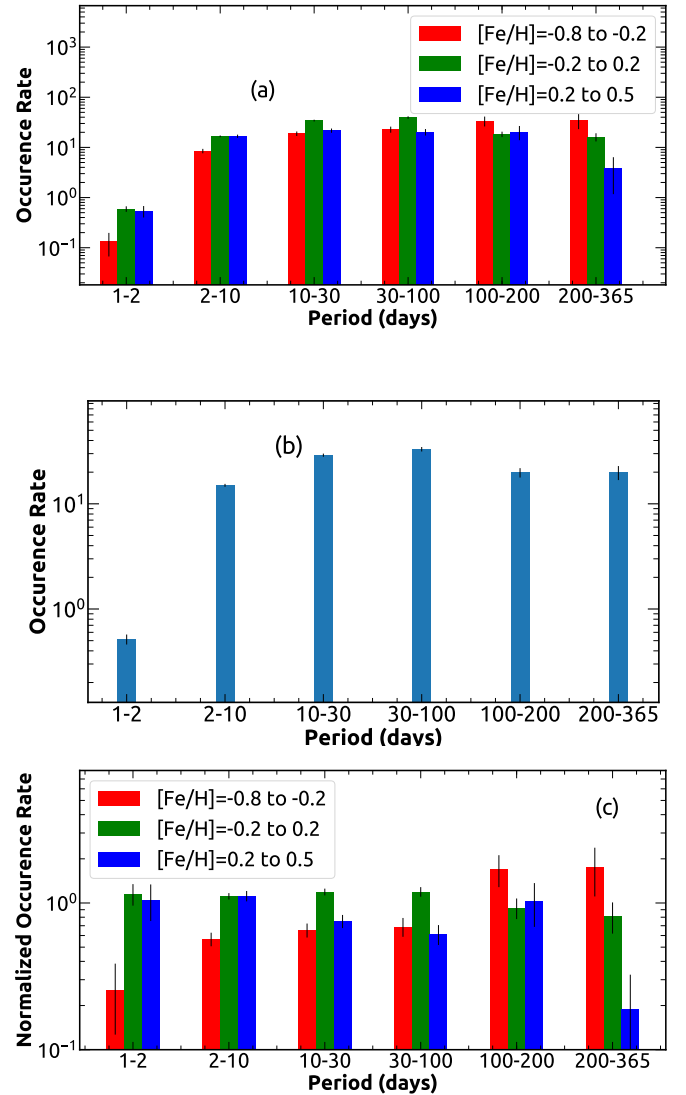 [Fe/H]=-0.8 to -0.2
[Fe/H]=-0.2 to 0.2
[Fe/H]=0.2 to 0.5
(a)
Occurence Rate
10³
10²
10¹
10⁰
10⁻¹
1-2 2-10 10-30 30-100 100-200 200-365
Period (days)
(b)
Occurence Rate
10¹
10⁰
1-2 2-10 10-30 30-100 100-200 200-365
Period (days)
[Fe/H]=-0.8 to -0.2
[Fe/H]=-0.2 to 0.2
[Fe/H]=0.2 to 0.5
(c)
Normalized Occurence Rate
10⁰
10⁻¹
1-2 2-10 10-30 30-100 100-200 200-365
Period (days)